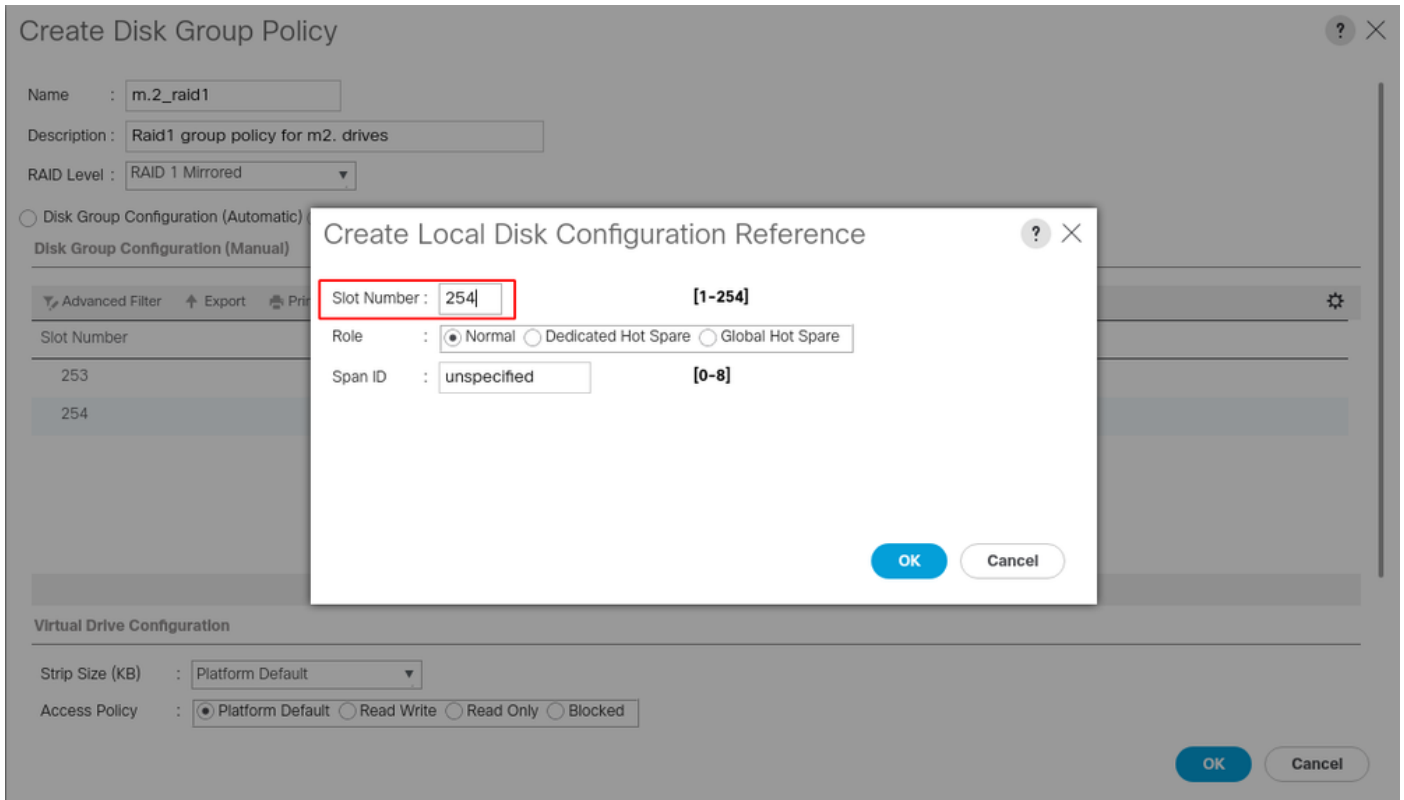 Create Disk Group Policy ?
Name : m.2_raid1
Description : Raid1 group policy for m2. drives
RAID Level : RAID 1 Mirrored
Disk Group Configuration (Automatic)
Disk Group Configuration (Manual)
Advanced Filter Export
Slot Number
253
254
Create Local Disk Configuration Reference ?
Slot Number : 254 [1-254]
Role : Normal Dedicated Hot Spare Global Hot Spare
Span ID : unspecified [0-8]
OK Cancel
Virtual Drive Configuration
Strip Size (KB) : Platform Default
Access Policy : Platform Default Read Write Read Only Blocked
OK Cancel